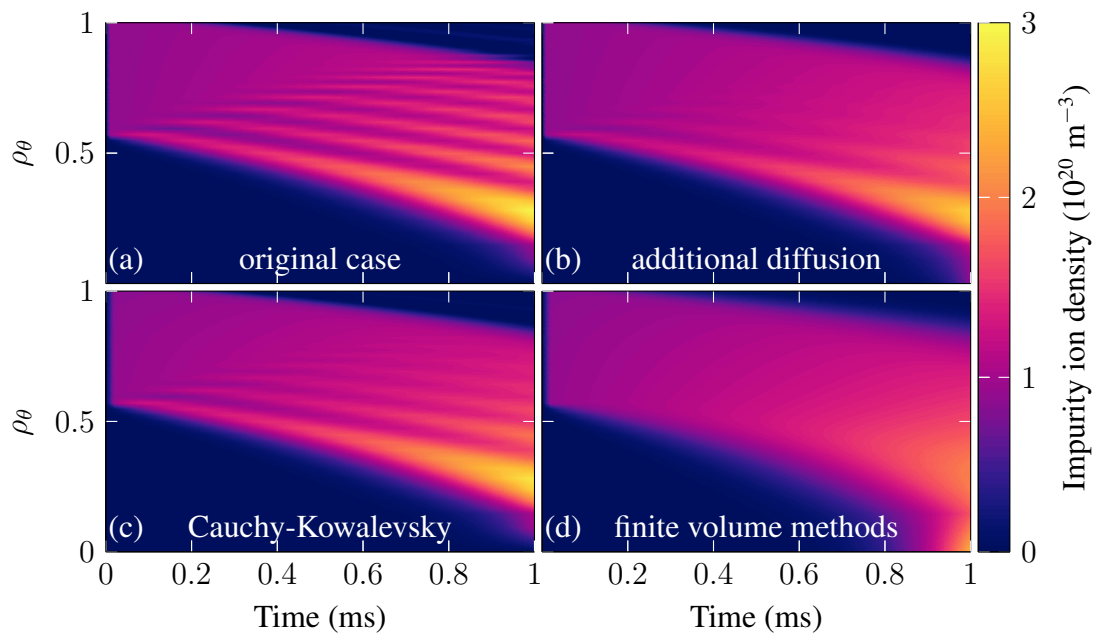 1
0.5
ρθ
(a) original case
(b) additional diffusion
3
2
1
0
Impurity ion density (10²⁰ m⁻³)
1
0.5
0
ρθ
(c) Cauchy-Kowalevsky
(d) finite volume methods
0 0.2 0.4 0.6 0.8 1
0.2 0.4 0.6 0.8 1
Time (ms)
Time (ms)